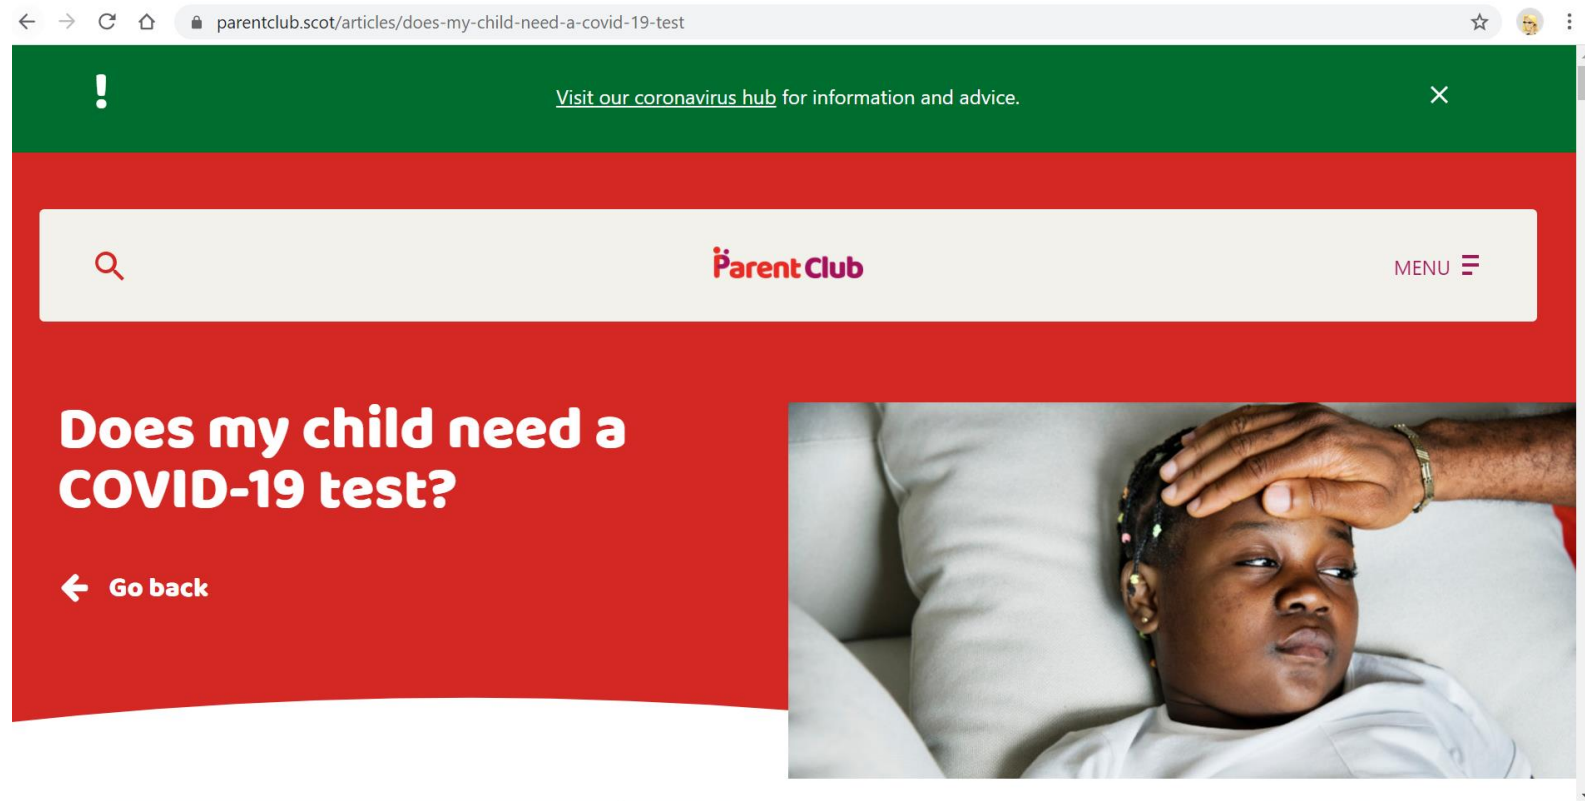 parentclub.scot/articles/does-my-child-need-a-covid-19-test
! Visit our coronavirus hub for information and advice.
Parent Club
MENU
Does my child need a
COVID-19 test?
Go back